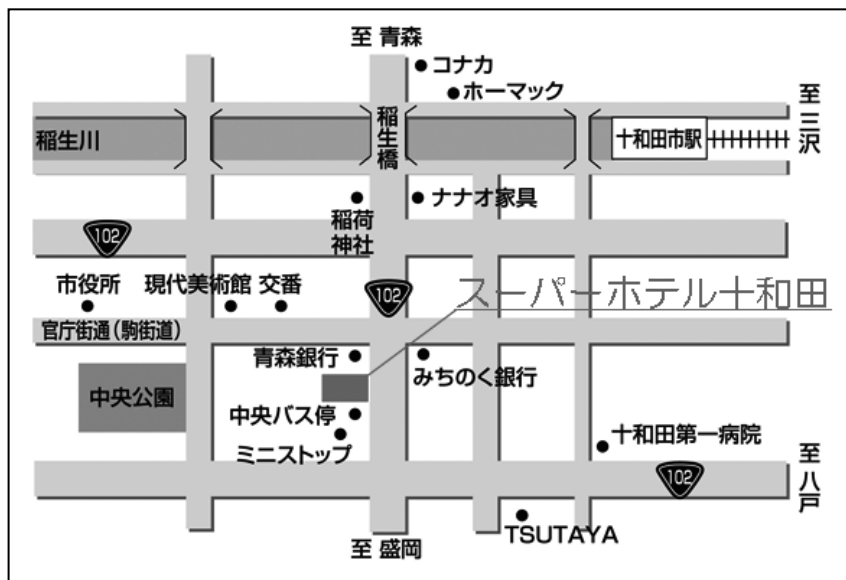 至 青森
コナカ
ホーマック
至 三沢
稲生川
稲生橋
十和田市駅
ナナオ家具
稲荷
神社
102
市役所
現代美術館
交番
102
スーパーホテル十和田
官庁街通(駒街道)
青森銀行
みちのく銀行
中央公園
中央バス停
ミニストップ
十和田第一病院
至 八戸
102
TSUTAYA
至 盛岡